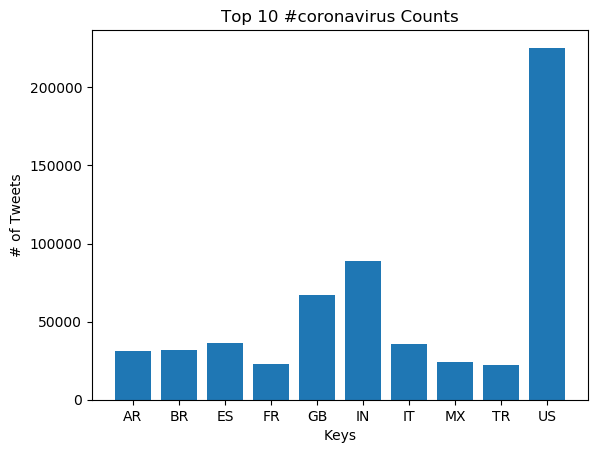 Top 10 #coronavirus Counts
# of Tweets
200000
150000
100000
50000
0
AR BR ES FR GB IN IT MX TR US
Keys